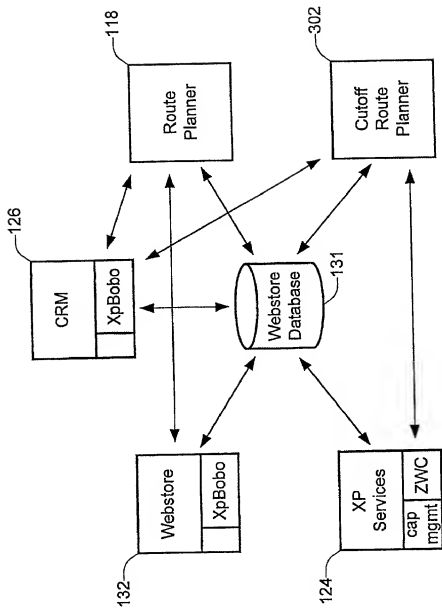 126
CRM
XpBobo
118
Route
Planner
132
Webstore
XpBobo
Webstore
Database
131
302
Cutoff
Route
Planner
124
XP
Services
cap
mgmt
ZWC